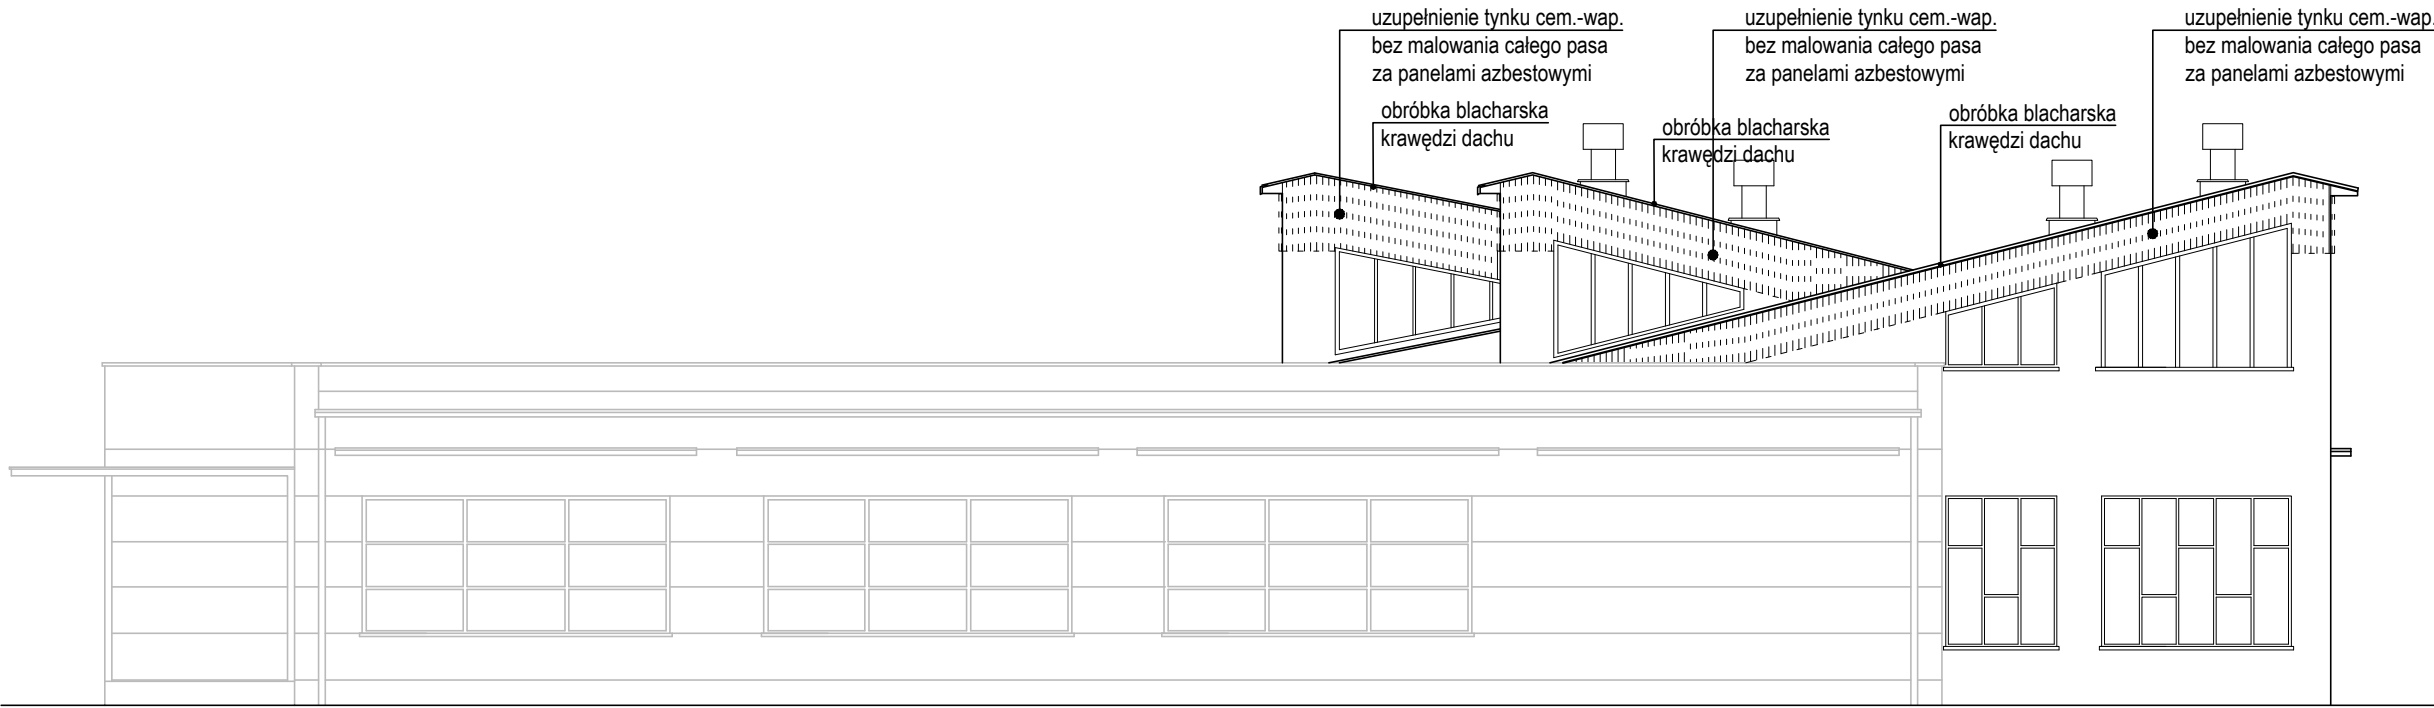 uzupełnienie tynku cem.-wap.
bez malowania całego pasa
za panelami azbestowymi
uzupełnienie tynku cem.-wap.
bez malowania całego pasa
za panelami azbestowymi
uzupełnienie tynku cem.-wap.
bez malowania całego pasa
za panelami azbestowymi
obróbka blacharska
krawędzi dachu
obróbka blacharska
krawędzi dachu
obróbka blacharska
krawędzi dachu